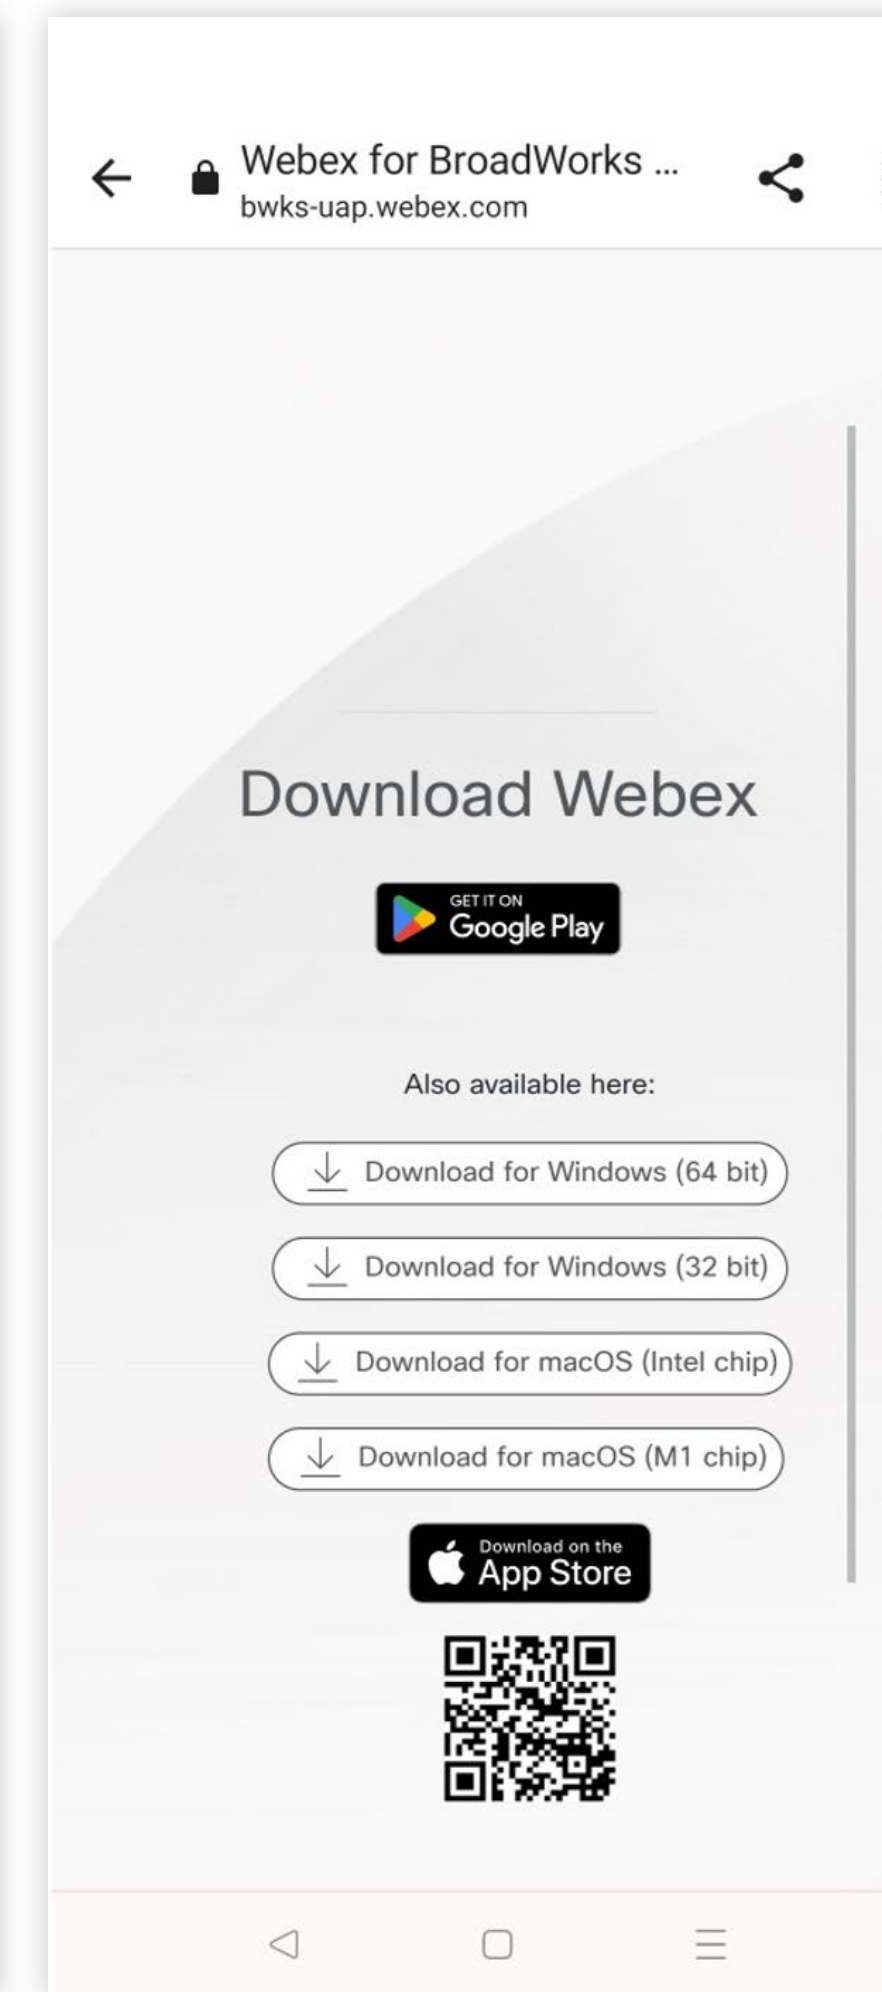 Webex for BroadWorks ...
bwks-uap.webex.com
Download Webex
GET IT ON
Google Play
Also available here:
Download for Windows (64 bit)
Download for Windows (32 bit)
Download for macOS (Intel chip)
Download for macOS (M1 chip)
Download on the
App Store